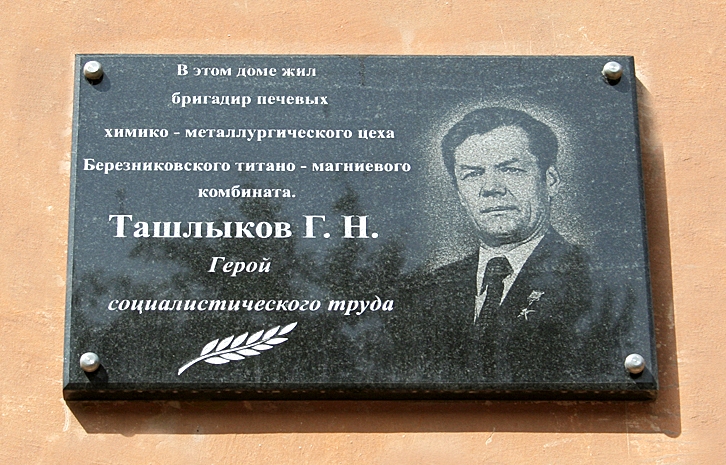 В этом доме жил
бригадир печевых
химико - металлургического цеха
Березниковского титано - магниевого
комбината.
Ташлыков Г. Н.
Герой
социалистического труда